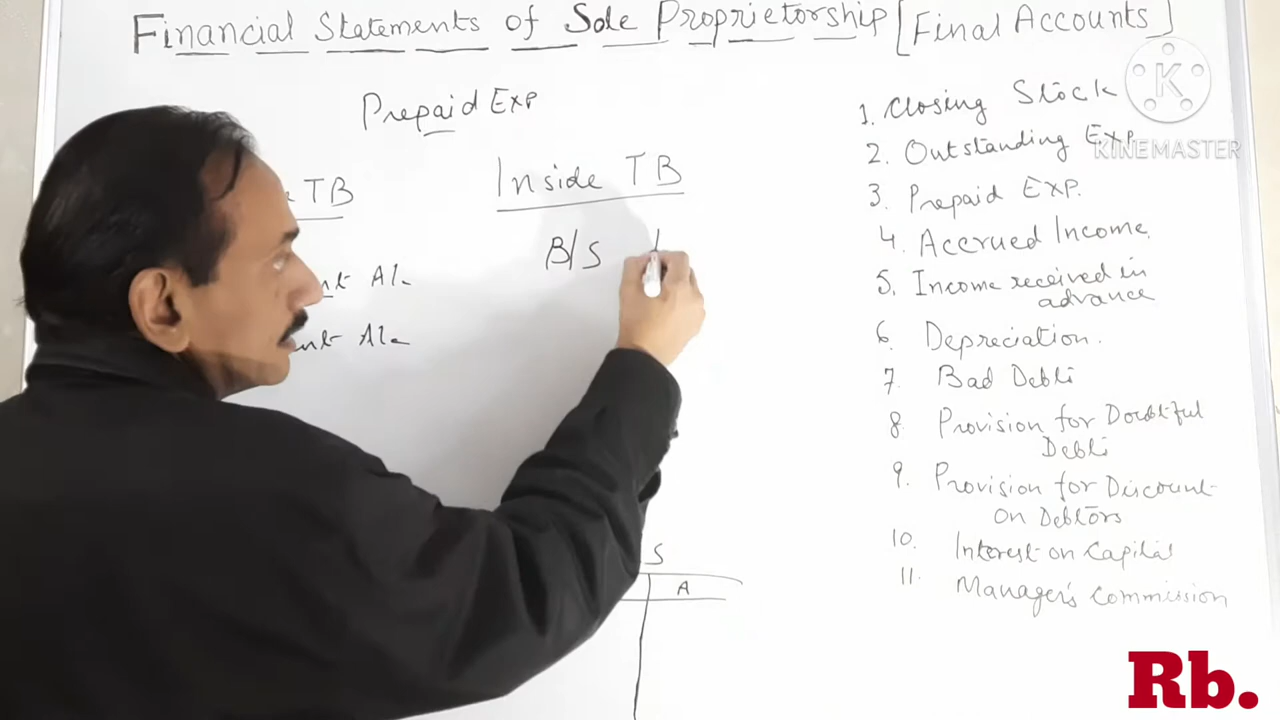 Financial Statements of Sole Proprietorship [Final Accounts]
Prepaid Exp
TB
Inside TB
B/S
A/c
A/c
S
A
1. Closing Stock
2. Outstanding Exp
3. Prepaid Exp.
4. Accrued Income
5. Income received in
advance
6. Depreciation.
7. Bad Debts
8. Provision for Doubtful
Debts
9. Provision for Discount
On Debtors
10. Interest on Capital
11. Manager's Commission
K
KINEMASTER
Rb.